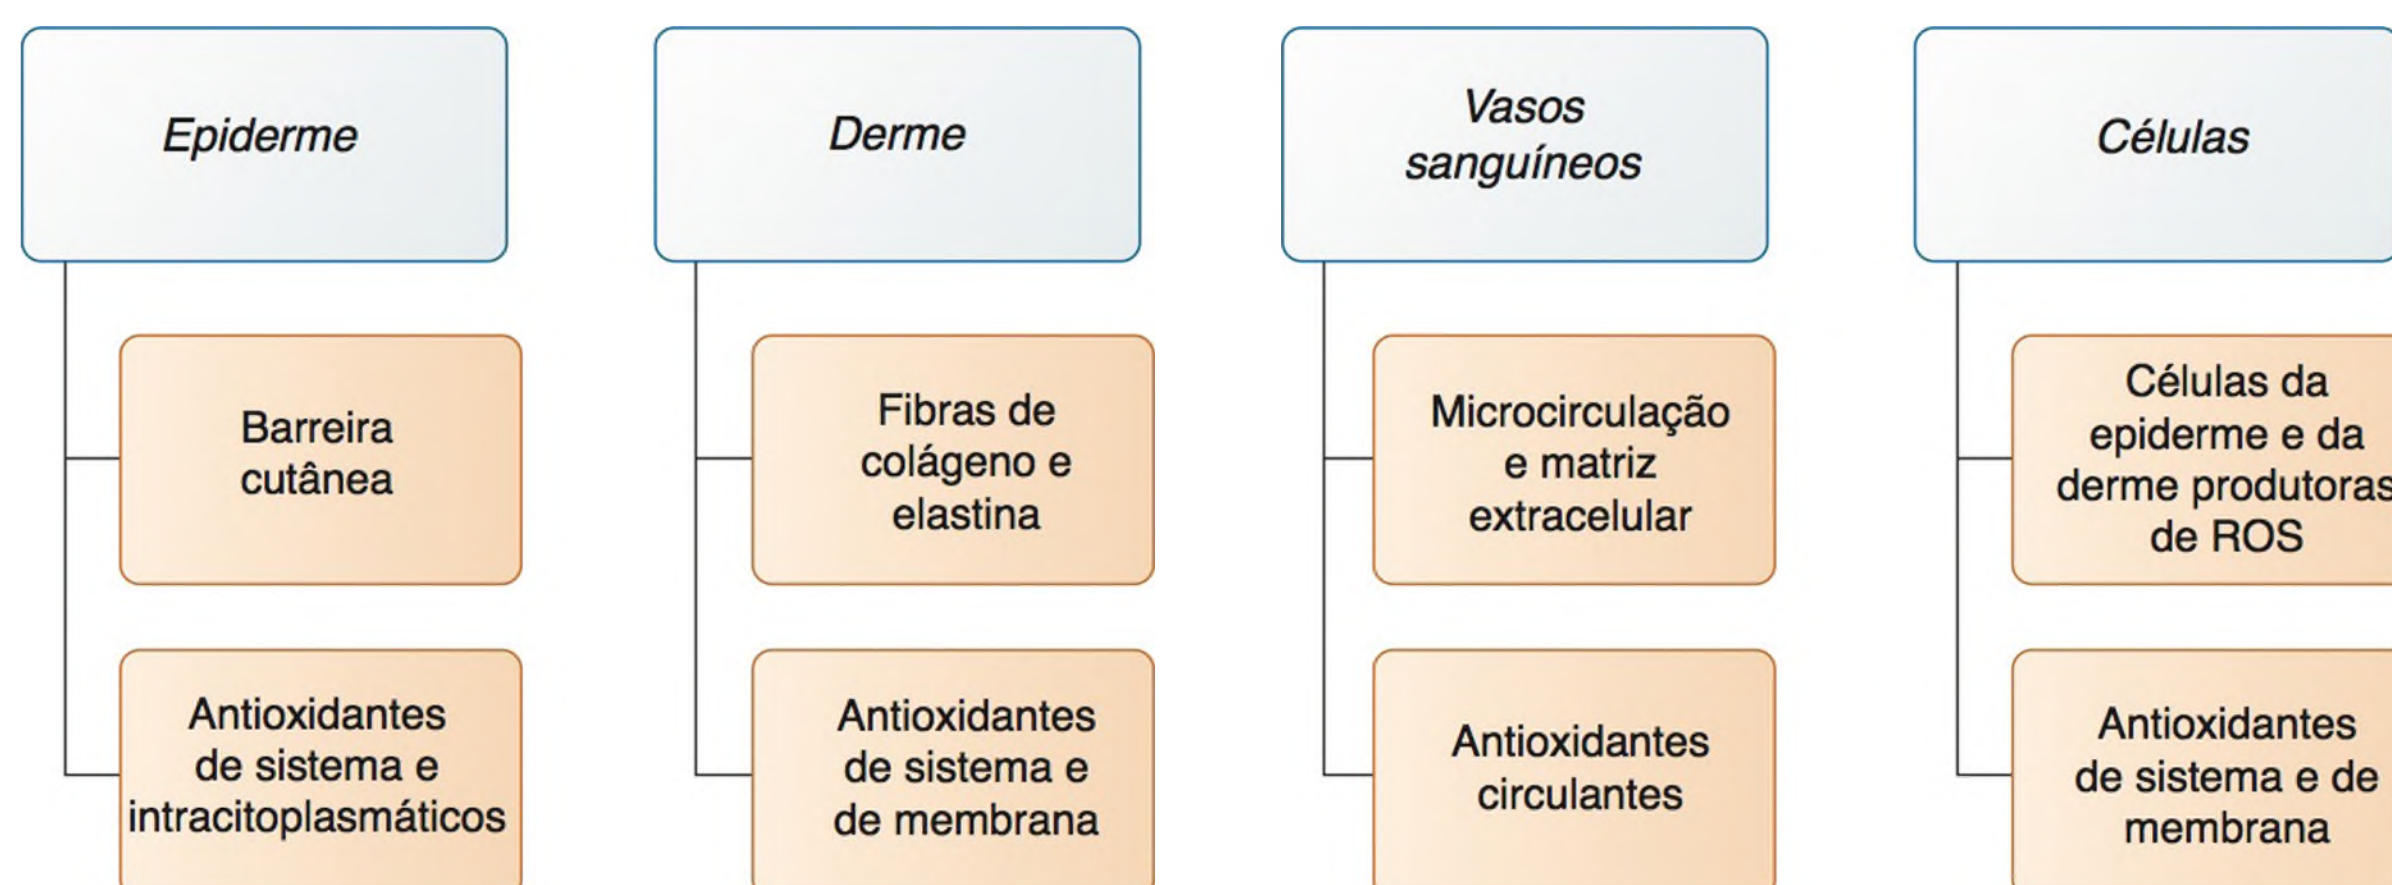 Epiderme
Derme
Vasos
sanguíneos
Células
Barreira
cutânea
Fibras de
colágeno e
elastina
Microcirculação
e matriz
extracelular
Células da
epiderme e da
derme produtoras
de ROS
Antioxidantes
de sistema e
intracitoplasmáticos
Antioxidantes
de sistema e
de membrana
Antioxidantes
circulantes
Antioxidantes
de sistema e de
membrana